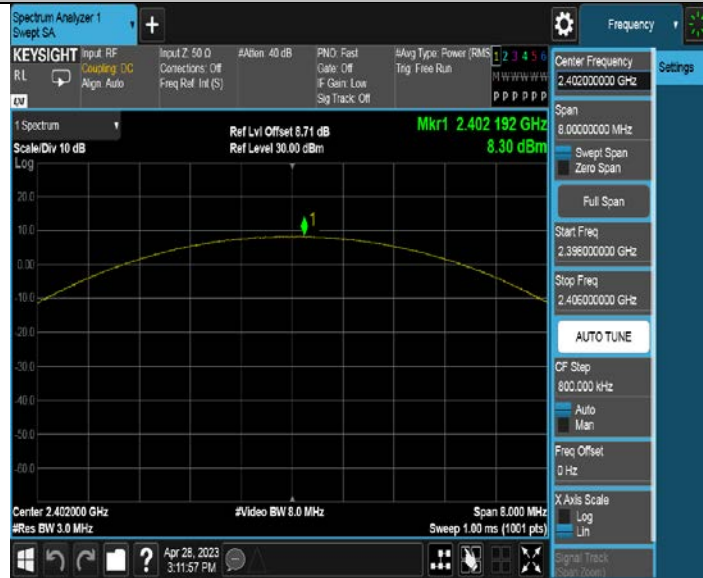 Spectrum Analyzer 1
Swept SA
Frequency
KEYSIGHT
RL
Input: RF
Coupling: DC
Align: Auto
Input Z: 50 Ω
Corrections: Off
Freq Ref: Int (S)
#Atten: 40 dB
PNO: Fast
Gate: Off
IF Gain: Low
Sig Track: Off
#Avg Type: Power (RMS
Trig: Free Run
1 2 3 4 5 6
M W W W W W
P P P P P P
1 Spectrum
Scale/Div 10 dB
Log
Ref Lvl Offset 8.71 dB
Ref Level 30.00 dBm
Mkr1 2.402 192 GHz
8.30 dBm
20.0
10.0
0.00
-10.0
-20.0
-30.0
-40.0
-50.0
-60.0
1
Center 2.402000 GHz
#Res BW 3.0 MHz
#Video BW 8.0 MHz
Span 8.000 MHz
Sweep 1.00 ms (1001 pts)
Apr 28, 2023
3:11:57 PM
Center Frequency
2.402000000 GHz
Settings
Span
8.00000000 MHz
Swept Span
Zero Span
Full Span
Start Freq
2.398000000 GHz
Stop Freq
2.406000000 GHz
AUTO TUNE
CF Step
800.000 kHz
Auto
Man
Freq Offset
0 Hz
X Axis Scale
Log
Lin
Signal Track
(Span Zoom)